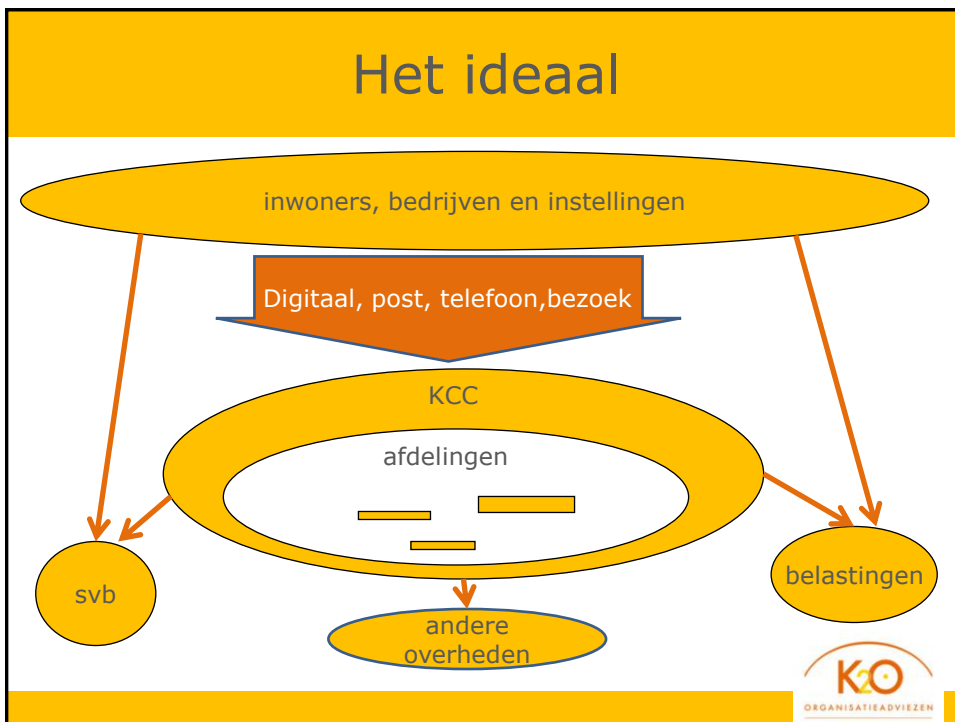 Het ideaal
inwoners, bedrijven en instellingen
Digitaal, post, telefoon,bezoek
KCC
afdelingen
svb
belastingen
andere
overheden
K2O
ORGANISATIEADVIEZEN